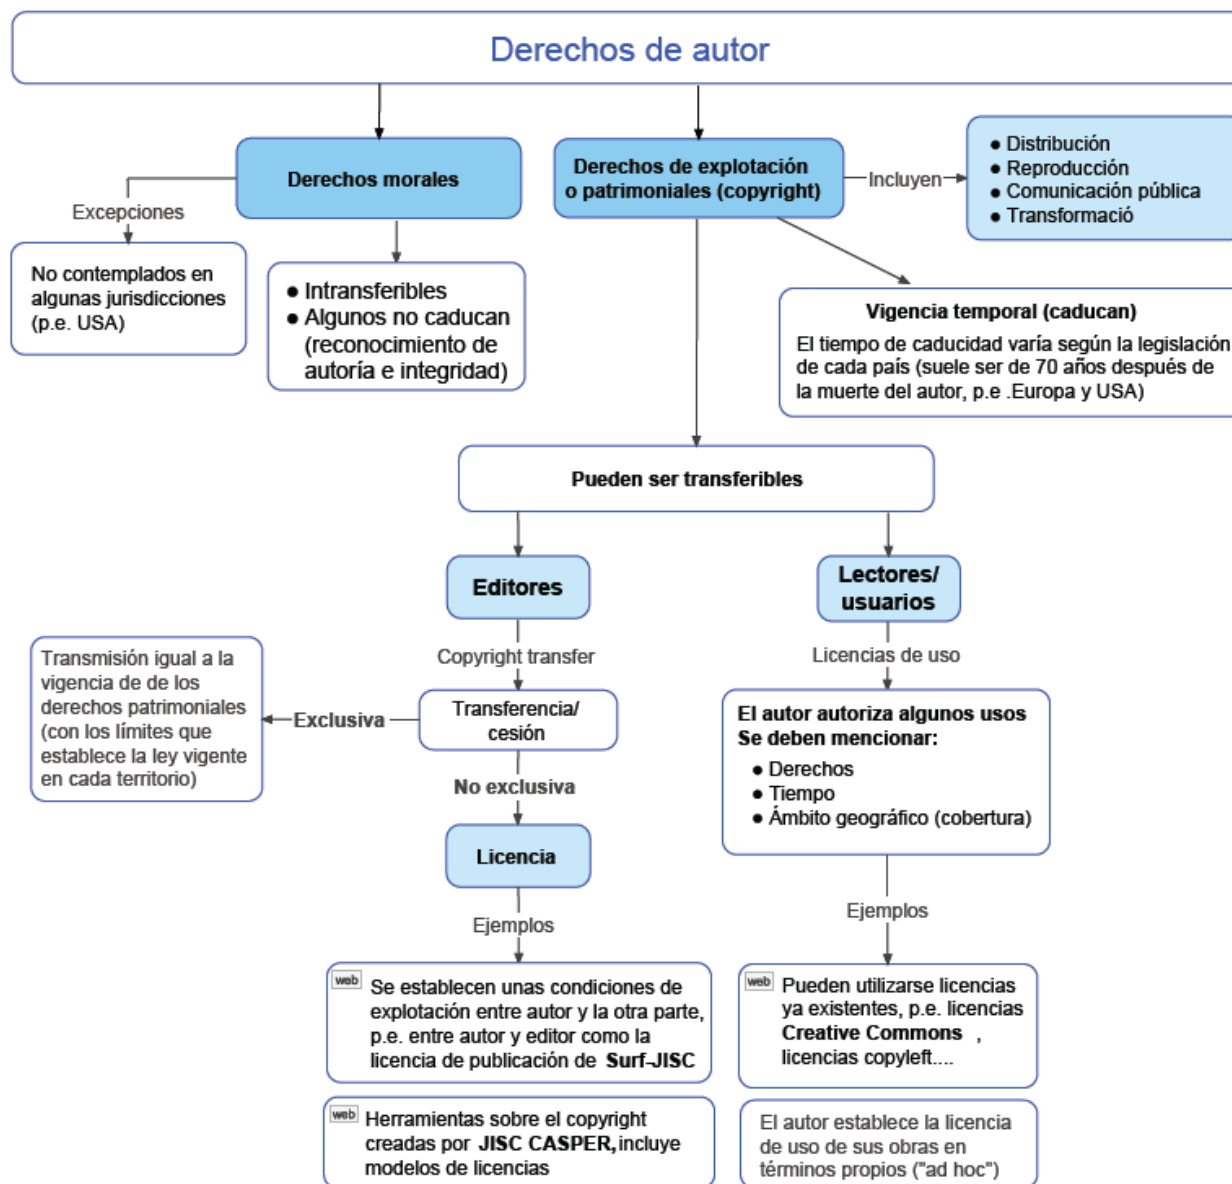 Derechos de autor
Derechos morales
Derechos de explotación
o patrimoniales (copyright)
Incluyen
● Distribución
● Reproducción
● Comunicación pública
● Transformació
Excepciones
No contemplados en
algunas jurisdicciones
(p.e. USA)
● Intransferibles
● Algunos no caducan
(reconocimiento de
autoría e integridad)
Vigencia temporal (caducan)
El tiempo de caducidad varía según la legislación
de cada país (suele ser de 70 años después de
la muerte del autor, p.e .Europa y USA)
Pueden ser transferibles
Editores
Copyright transfer
Transferencia/
cesión
Exclusiva
Transmisión igual a la
vigencia de de los
derechos patrimoniales
(con los límites que
establece la ley vigente
en cada territorio)
No exclusiva
Licencia
Ejemplos
web Se establecen unas condiciones de
explotación entre autor y la otra parte,
p.e. entre autor y editor como la
licencia de publicación de Surf-JISC
web Herramientas sobre el copyright
creadas por JISC CASPER, incluye
modelos de licencias
Lectores/
usuarios
Licencias de uso
El autor autoriza algunos usos
Se deben mencionar:
● Derechos
● Tiempo
● Ámbito geográfico (cobertura)
Ejemplos
web Pueden utilizarse licencias
ya existentes, p.e. licencias
Creative Commons ,
licencias copyleft....
El autor establece la licencia
de uso de sus obras en
términos propios ("ad hoc")